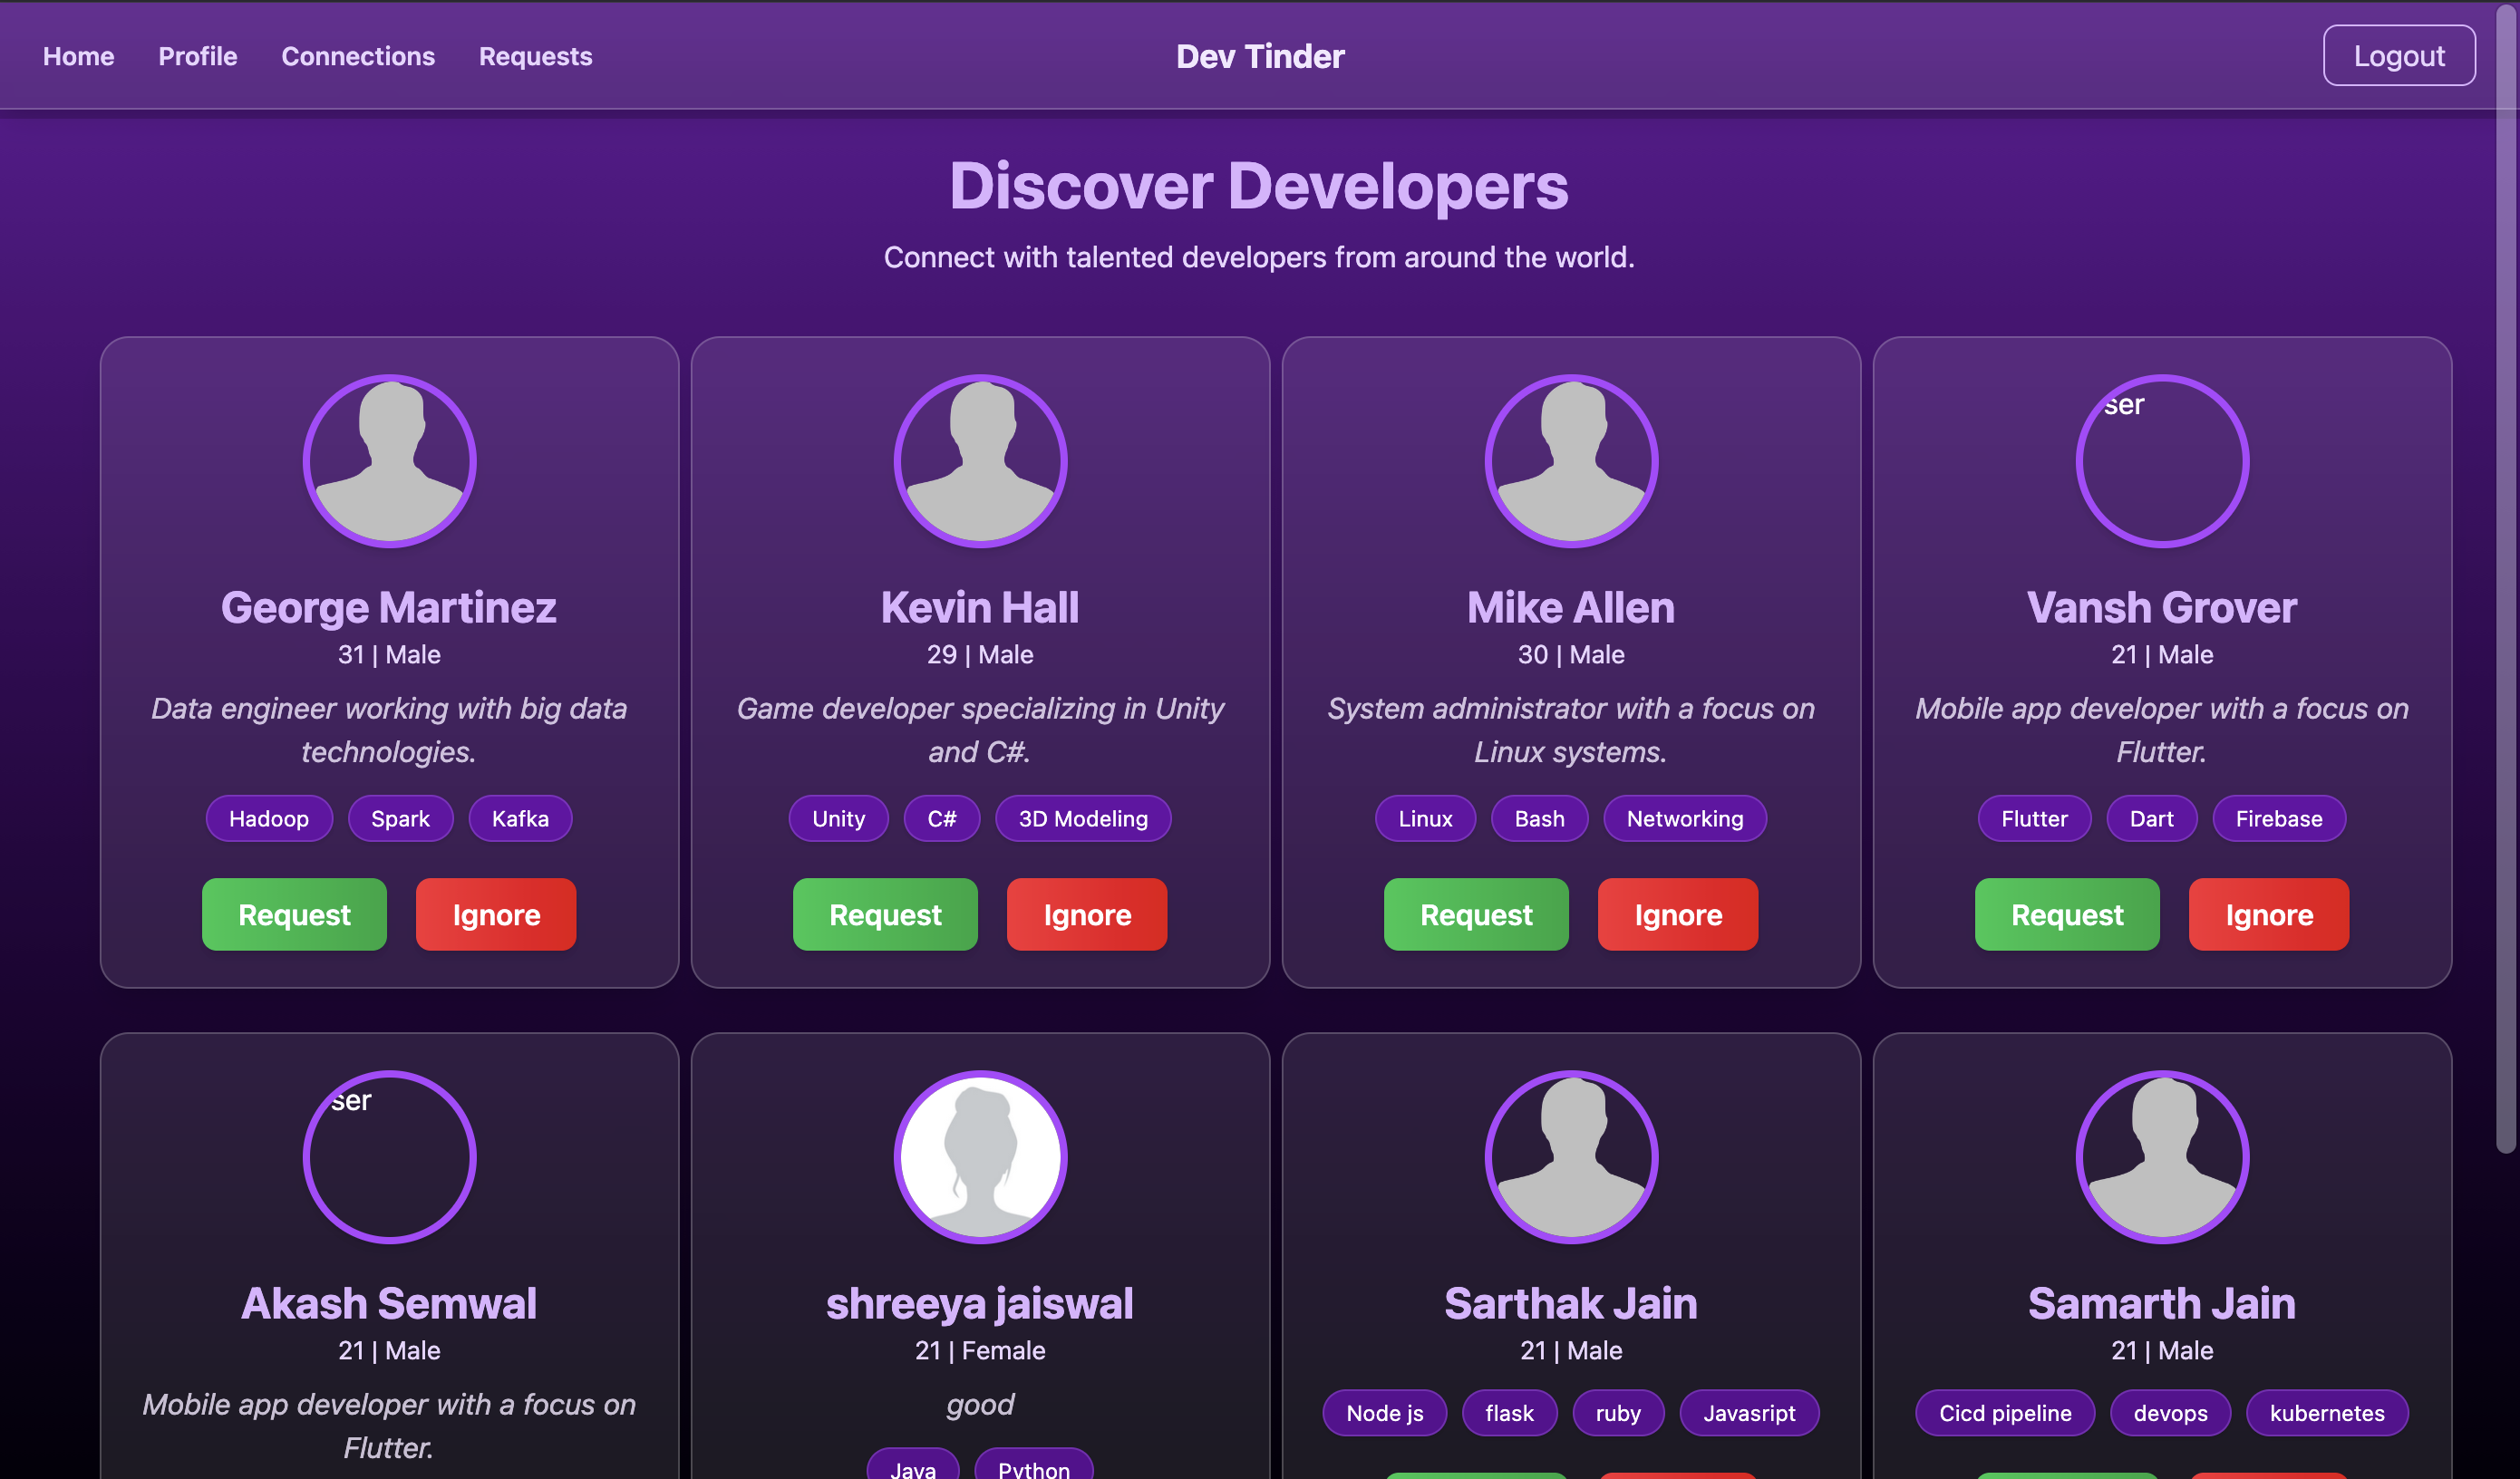 Home Profile Connections Requests Dev Tinder Logout
Discover Developers
Connect with talented developers from around the world.
George Martinez
31 | Male
Data engineer working with big data
technologies.
Hadoop Spark Kafka
Request Ignore
Kevin Hall
29 | Male
Game developer specializing in Unity
and C#.
Unity C# 3D Modeling
Request Ignore
Mike Allen
30 | Male
System administrator with a focus on
Linux systems.
Linux Bash Networking
Request Ignore
ser
Vansh Grover
21 | Male
Mobile app developer with a focus on
Flutter.
Flutter Dart Firebase
Request Ignore
ser
Akash Semwal
21 | Male
Mobile app developer with a focus on
Flutter.
shreeya jaiswal
21 | Female
good
Java Python
Sarthak Jain
21 | Male
Node js flask ruby Javasript
Samarth Jain
21 | Male
Cicd pipeline devops kubernetes